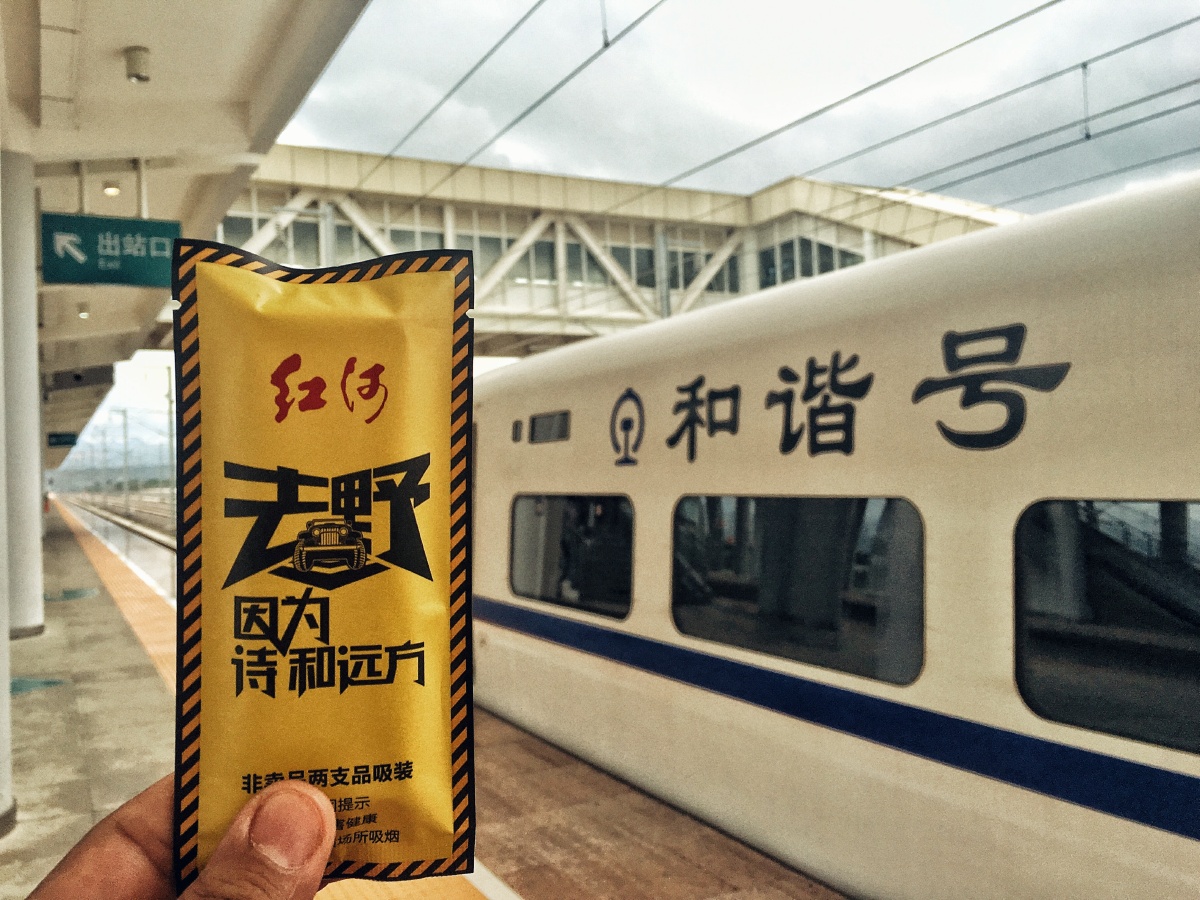 出站口
Exit
红河
去野
因为
诗和远方
非卖品两支品吸装
提示
健康
场所吸烟
和谐号